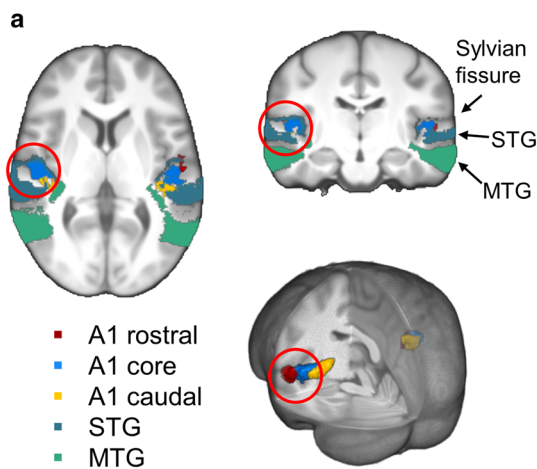 a
Sylvian
fissure
STG
MTG
A1 rostral
A1 core
A1 caudal
STG
MTG